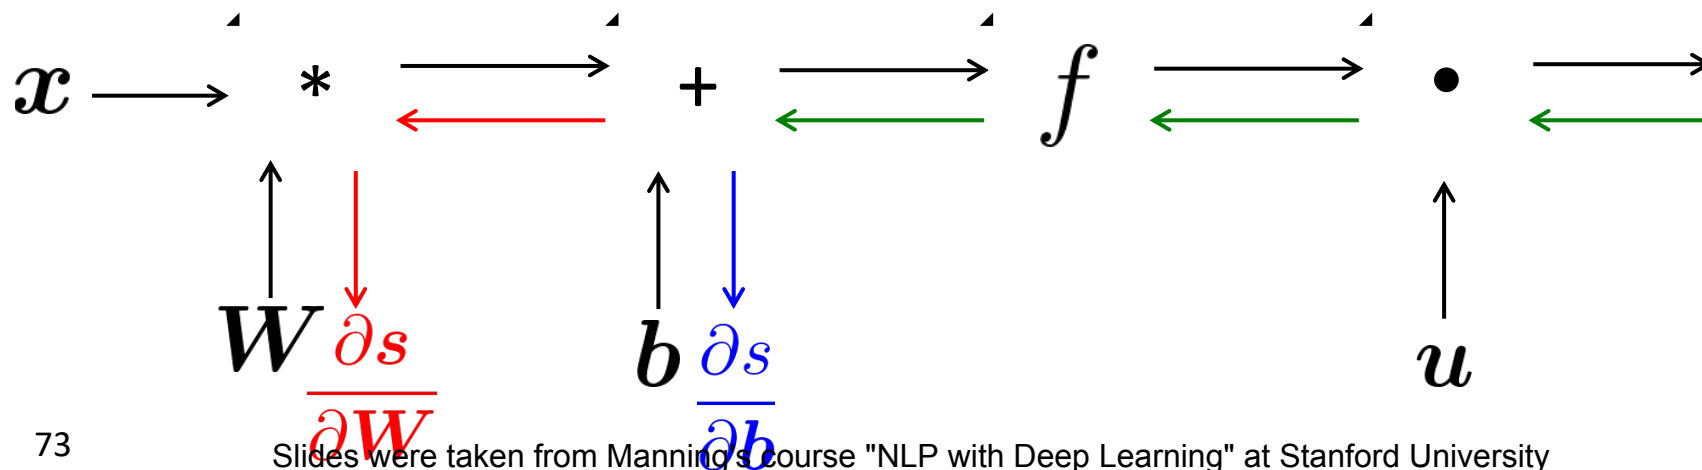 x * + f •
W ∂s/∂W b ∂s/∂b u
73
Slides were taken from Manning's course "NLP with Deep Learning" at Stanford University